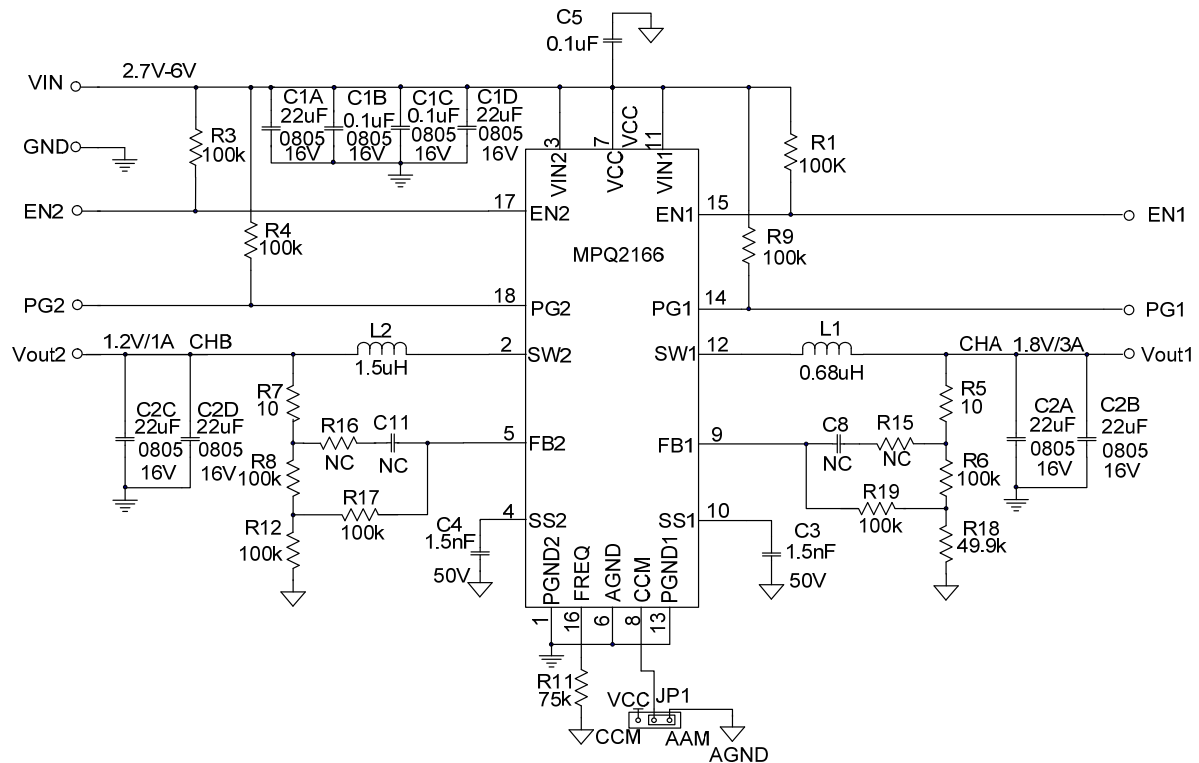 C5
0.1uF
VIN
2.7V-6V
GND
R3
100k
C1A
22uF
0805
16V
C1B
0.1uF
0805
16V
C1C
0.1uF
0805
16V
C1D
22uF
0805
16V
3
VIN2
7
VCC
VCC
11
VIN1
R1
100K
EN2
17
EN2
EN1
15
EN1
R4
100k
MPQ2166
R9
100k
PG2
18
PG2
PG1
14
PG1
Vout2
1.2V/1A
CHB
L2
1.5uH
2
SW2
SW1
12
L1
0.68uH
CHA
1.8V/3A
Vout1
C2C
22uF
0805
16V
C2D
22uF
0805
16V
R7
10
R16
NC
C11
NC
5
FB2
FB1
9
C8
NC
R15
NC
R5
10
C2A
22uF
0805
16V
C2B
22uF
0805
16V
R8
100k
R17
100k
R19
100k
R6
100k
R12
100k
C4
1.5nF
50V
4
SS2
SS1
10
C3
1.5nF
50V
R18
49.9k
PGND2
FREQ
AGND
CCM
PGND1
1
16
6
8
13
R11
75k
VCC
JP1
CCM
AAM
AGND